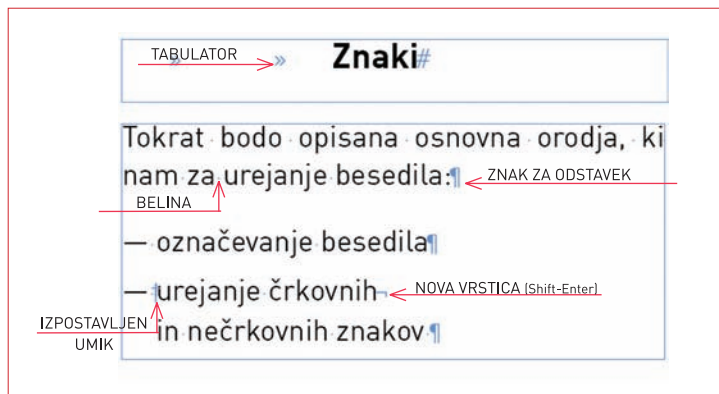 TABULATOR » » Znaki#
Tokrat bodo opisana osnovna orodja, ki
nam za urejanje besedila:¶ ZNAK ZA ODSTAVEK
BELINA
— označevanje besedila¶
— urejanje črkovnih¬ NOVA VRSTICA (Shift-Enter)
IZPOSTAVLJEN
UMIK
in nečrkovnih znakov¶